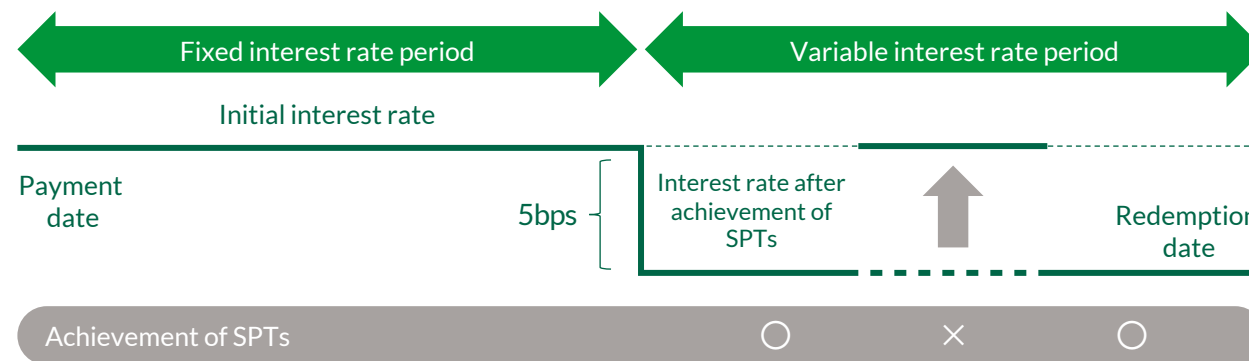 Fixed interest rate period
Variable interest rate period
Initial interest rate
Payment
date
5bps
Interest rate after
achievement of
SPTs
Redemption
date
Achievement of SPTs
○
×
○